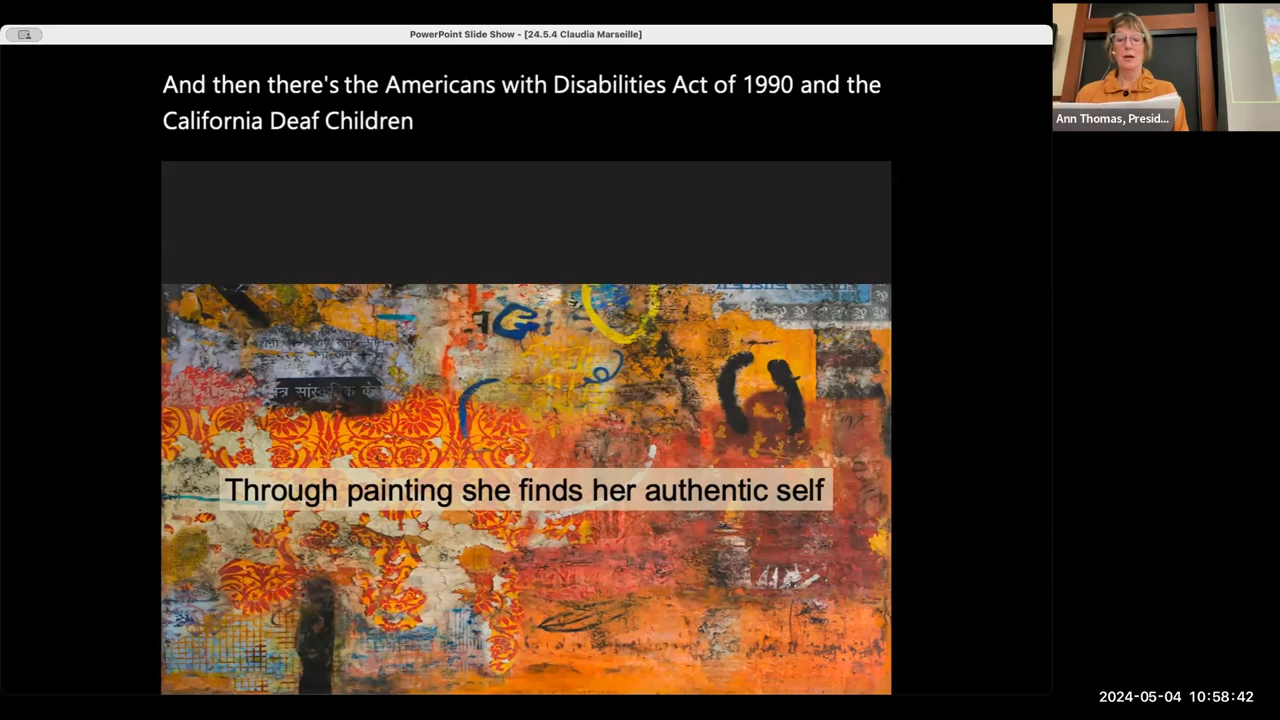 PowerPoint Slide Show - [24.5.4 Claudia Marseille]
And then there's the Americans with Disabilities Act of 1990 and the
California Deaf Children
Ann Thomas, Presid...
Through painting she finds her authentic self
2024-05-04 10:58:42